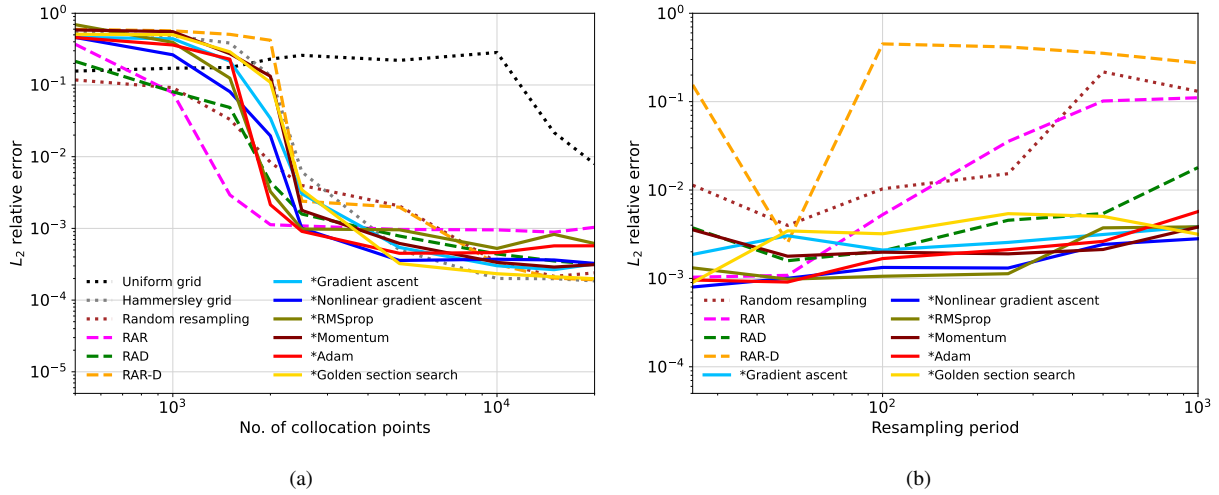 10^0
10^-1
10^-2
10^-3
10^-4
10^-5
L_2 relative error
Uniform grid
Hammersley grid
Random resampling
RAR
RAD
RAR-D
*Gradient ascent
*Nonlinear gradient ascent
*RMSprop
*Momentum
*Adam
*Golden section search
10^3
10^4
No. of collocation points
(a)
10^0
10^-1
10^-2
10^-3
10^-4
L_2 relative error
Random resampling
RAR
RAD
RAR-D
*Gradient ascent
*Nonlinear gradient ascent
*RMSprop
*Momentum
*Adam
*Golden section search
10^2
10^3
Resampling period
(b)